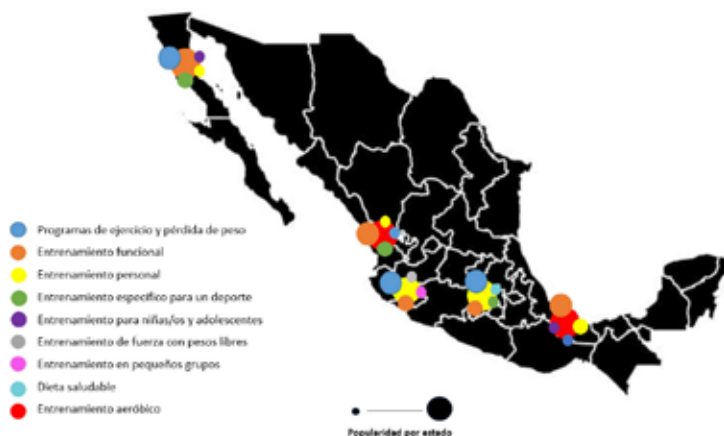 Programas de ejercicio y pérdida de peso
Entrenamiento funcional
Entrenamiento personal
Entrenamiento específico para un deporte
Entrenamiento para niñas/os y adolescentes
Entrenamiento de fuerza con pesos libres
Entrenamiento en pequeños grupos
Dieta saludable
Entrenamiento aeróbico
Popularidad por estado